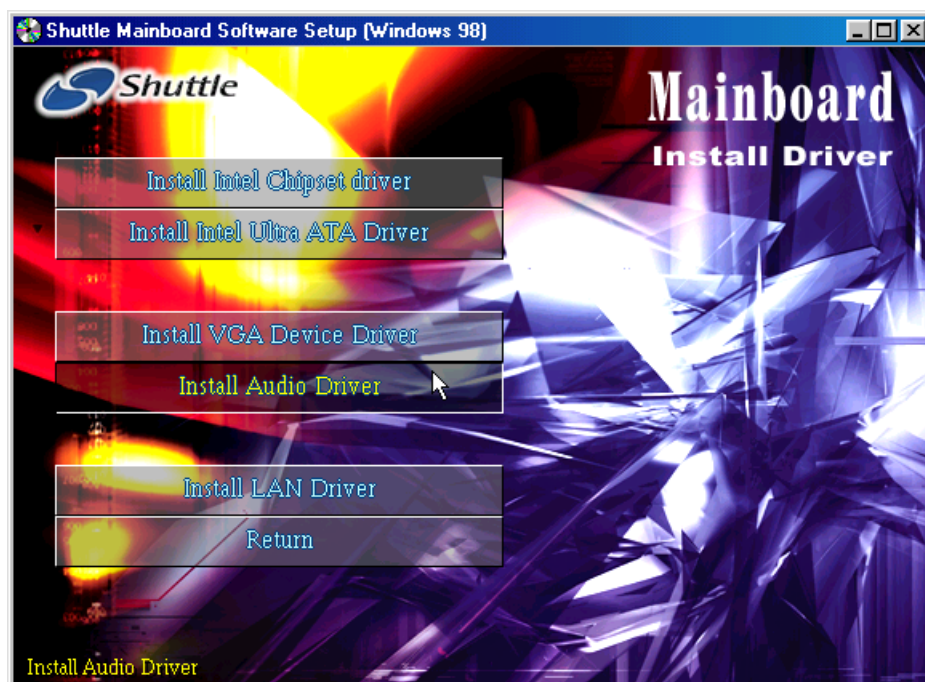 Shuttle Mainboard Software Setup (Windows 98)
Shuttle
Mainboard
Install Driver
Install Intel Chipset driver
Install Intel Ultra ATA Driver
Install VGA Device Driver
Install Audio Driver
Install LAN Driver
Return
Install Audio Driver